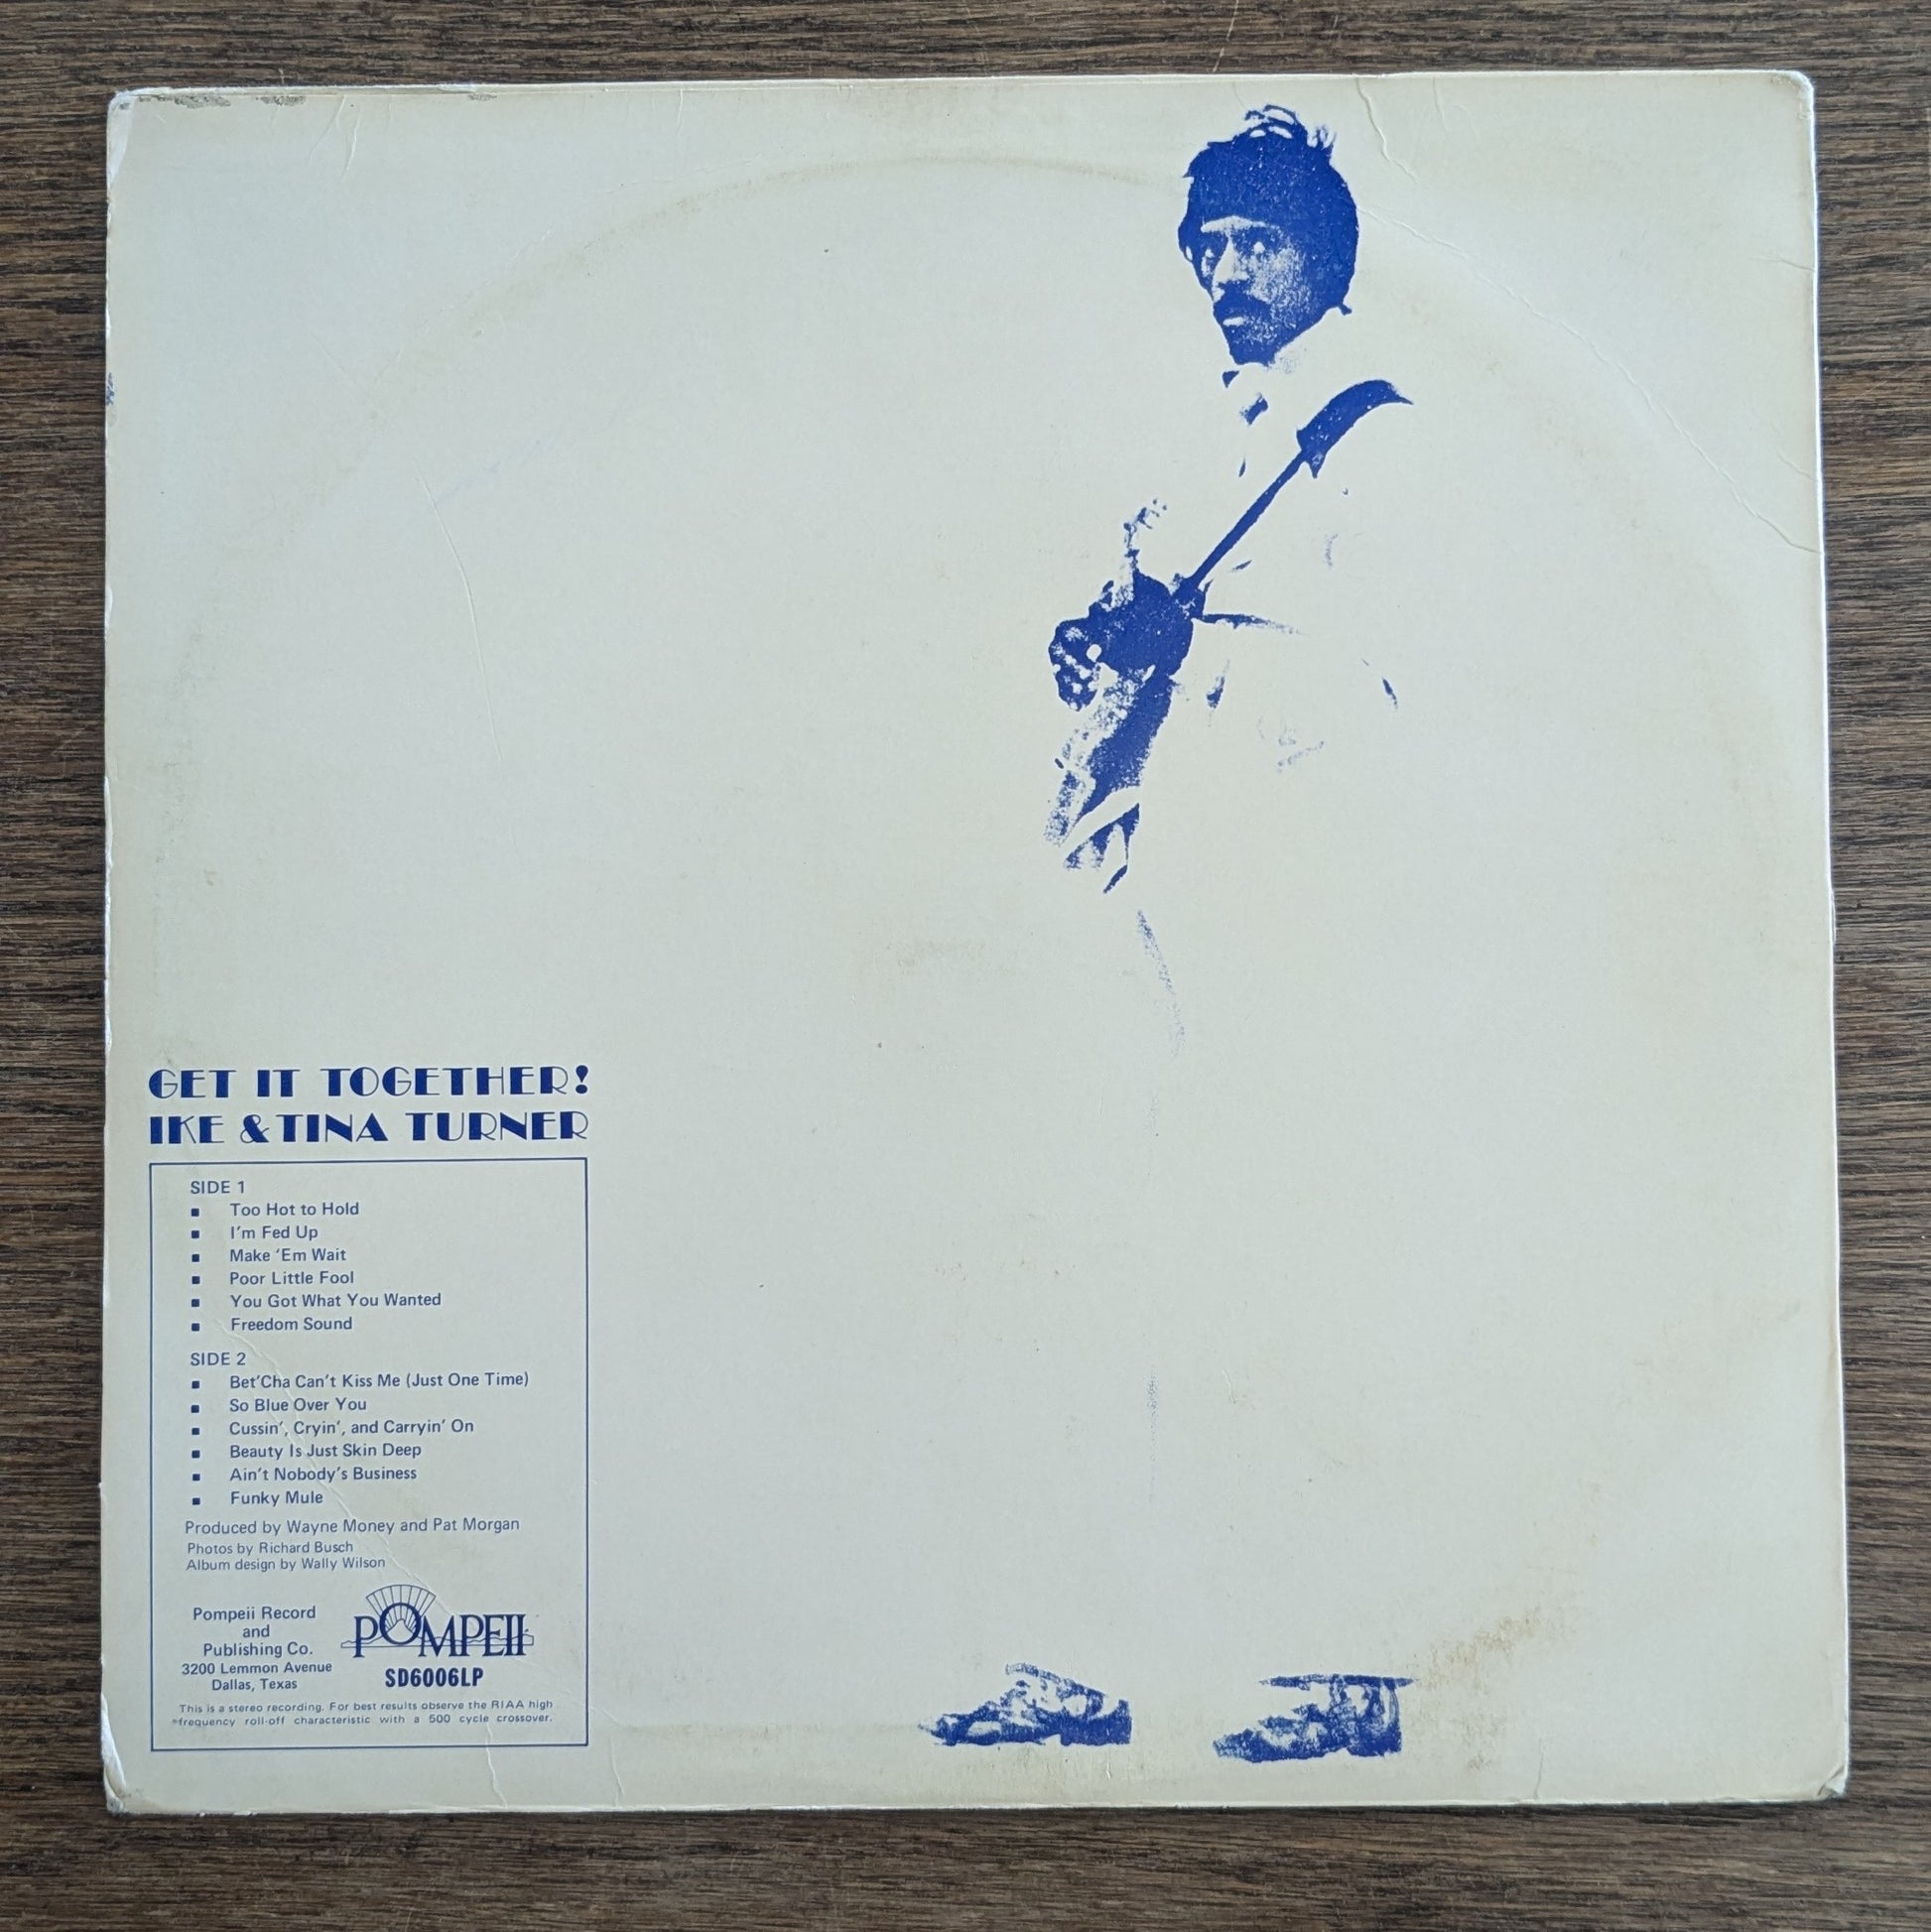 GET IT TOGETHER!
IKE & TINA TURNER
SIDE 1
Too Hot to Hold
I'm Fed Up
Make 'Em Wait
Poor Little Fool
You Got What You Wanted
Freedom Sound
SIDE 2
Bet'Cha Can't Kiss Me (Just One Time)
So Blue Over You
Cussin', Cryin', and Carryin' On
Beauty Is Just Skin Deep
Ain't Nobody's Business
Funky Mule
Produced by Wayne Money and Pat Morgan
Photos by Richard Busch
Album design by Wally Wilson
Pompeii Record
and
Publishing Co.
3200 Lemmon Avenue
Dallas, Texas
POMPEII
SD6006LP
This is a stereo recording. For best results observe the RIAA high
frequency roll-off characteristic with a 500 cycle crossover.